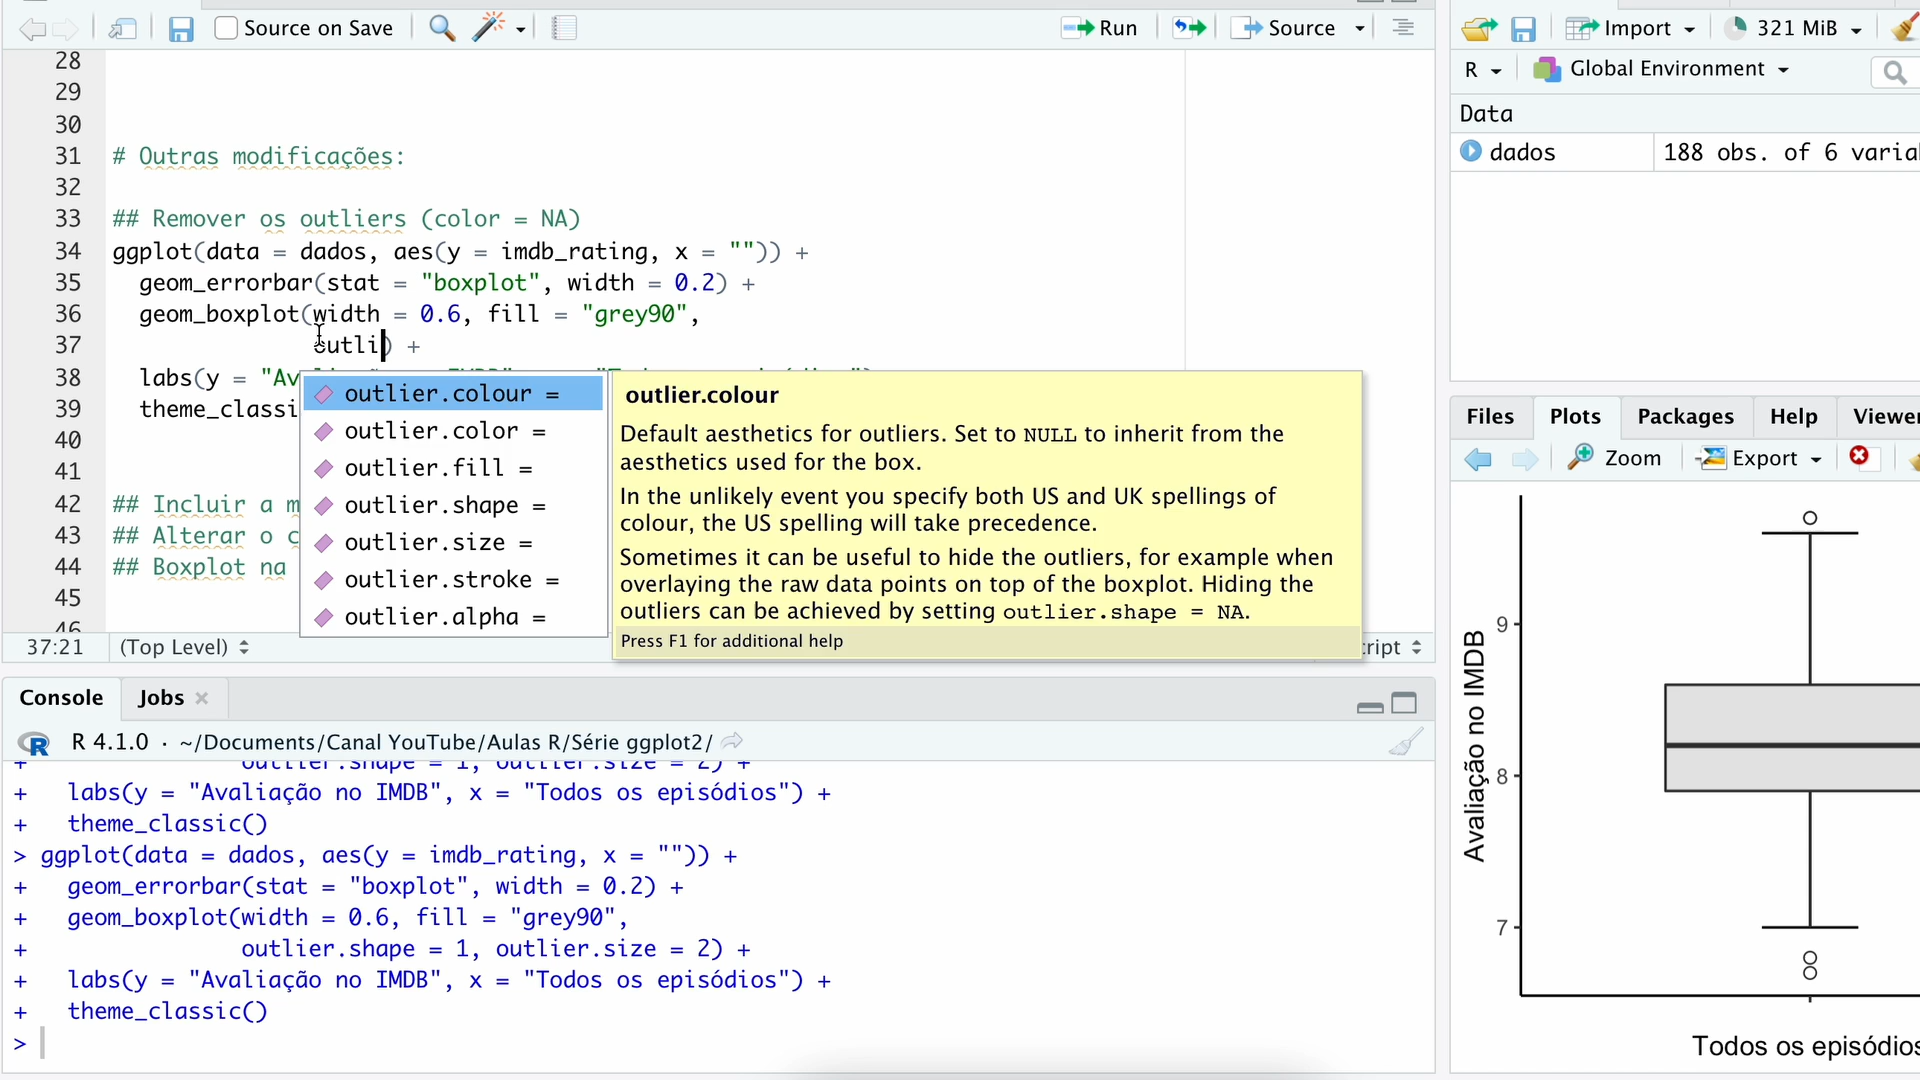 Source on Save
Run
Source
28
29
30
31 # Outras modificações:
32
33 ## Remover os outliers (color = NA)
34 ggplot(data = dados, aes(y = imdb_rating, x = "")) +
35 geom_errorbar(stat = "boxplot", width = 0.2) +
36 geom_boxplot(width = 0.6, fill = "grey90",
37 outli) +
38 labs(y = "Av
39 theme_classi
40
41
42 ## Incluir a m
43 ## Alterar o c
44 ## Boxplot na
45
46
outlier.colour =
outlier.color =
outlier.fill =
outlier.shape =
outlier.size =
outlier.stroke =
outlier.alpha =
outlier.colour
Default aesthetics for outliers. Set to NULL to inherit from the
aesthetics used for the box.
In the unlikely event you specify both US and UK spellings of
colour, the US spelling will take precedence.
Sometimes it can be useful to hide the outliers, for example when
overlaying the raw data points on top of the boxplot. Hiding the
outliers can be achieved by setting outlier.shape = NA.
Press F1 for additional help
37:21 (Top Level) cript
Console Jobs
R 4.1.0 · ~/Documents/Canal YouTube/Aulas R/Série ggplot2/
+ outlier.shape = 1, outlier.size = 2) +
+ labs(y = "Avaliação no IMDB", x = "Todos os episódios") +
+ theme_classic()
> ggplot(data = dados, aes(y = imdb_rating, x = "")) +
+ geom_errorbar(stat = "boxplot", width = 0.2) +
+ geom_boxplot(width = 0.6, fill = "grey90",
+ outlier.shape = 1, outlier.size = 2) +
+ labs(y = "Avaliação no IMDB", x = "Todos os episódios") +
+ theme_classic()
>
Import 321 MiB
R Global Environment
Data
dados 188 obs. of 6 varia
Files Plots Packages Help Viewer
Zoom Export
Avaliação no IMDB
9
8
7
Todos os episódios